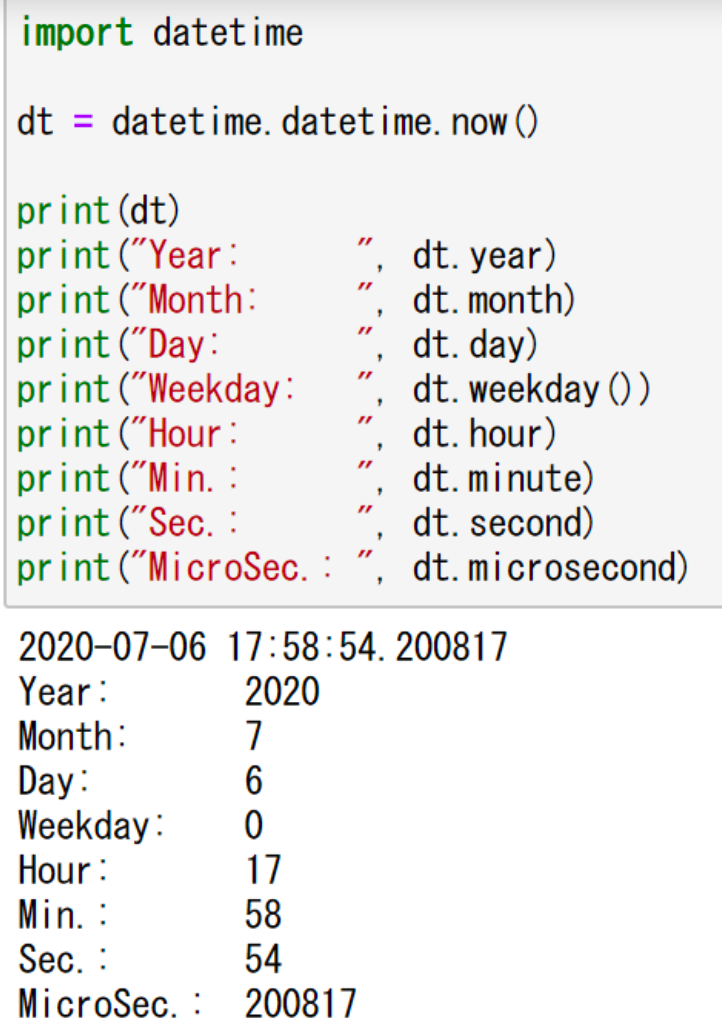 import datetime
dt = datetime.datetime.now()
print(dt)
print("Year:      ", dt.year)
print("Month:     ", dt.month)
print("Day:       ", dt.day)
print("Weekday:   ", dt.weekday())
print("Hour:      ", dt.hour)
print("Min.:      ", dt.minute)
print("Sec.:      ", dt.second)
print("MicroSec.: ", dt.microsecond)
2020-07-06 17:58:54.200817
Year:       2020
Month:      7
Day:        6
Weekday:    0
Hour:       17
Min.:       58
Sec.:       54
MicroSec.:  200817